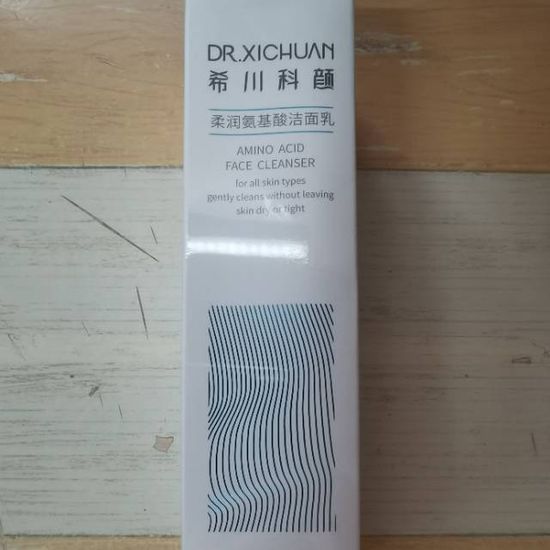 DR.XICHUAN
希川科颜
柔润氨基酸洁面乳
AMINO ACID
FACE CLEANSER
for all skin types
gently cleans without leaving
skin dry or tight